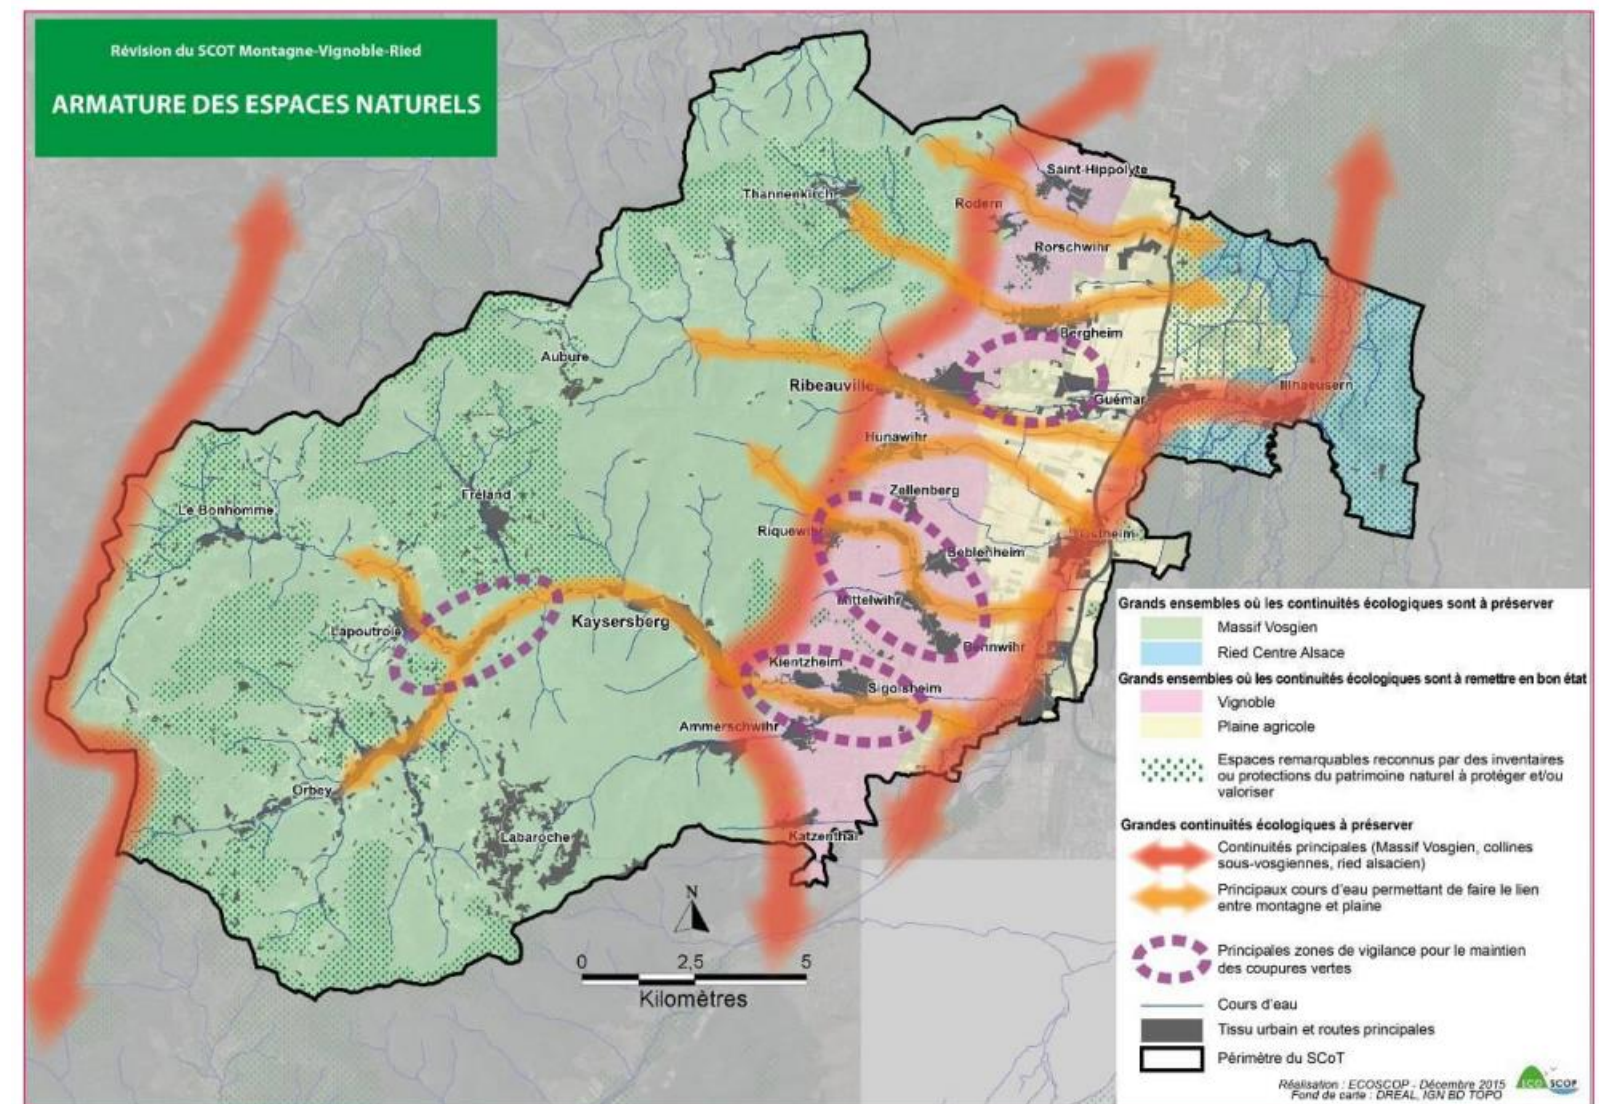 Révision du SCOT Montagne-Vignoble-Ried
ARMATURE DES ESPACES NATURELS
Saint-Hippolyte
Thannenkirch
Rodern
Rorschwihr
Bergheim
Aubure
Ribeauvillé
Guémar
Illhaeusern
Hunawihr
Fréland
Zellenberg
Le Bonhomme
Riquewihr
Ostheim
Beblenheim
Mittelwihr
Kaysersberg
Lapoutroie
Bennwihr
Kientzheim
Sigolsheim
Ammerschwihr
Orbey
Labaroche
Katzenthal
N
0 2,5 5
Kilomètres
Grands ensembles où les continuités écologiques sont à préserver
Massif Vosgien
Ried Centre Alsace
Grands ensembles où les continuités écologiques sont à remettre en bon état
Vignoble
Plaine agricole
Espaces remarquables reconnus par des inventaires
ou protections du patrimoine naturel à protéger et/ou
valoriser
Grandes continuités écologiques à préserver
Continuités principales (Massif Vosgien, collines
sous-vosgiennes, ried alsacien)
Principaux cours d'eau permettant de faire le lien
entre montagne et plaine
Principales zones de vigilance pour le maintien
des coupures vertes
Cours d'eau
Tissu urbain et routes principales
Périmètre du SCoT
Réalisation : ECOSCOP - Décembre 2015
Fond de carte : DREAL, IGN BD TOPO
ECO SCOP